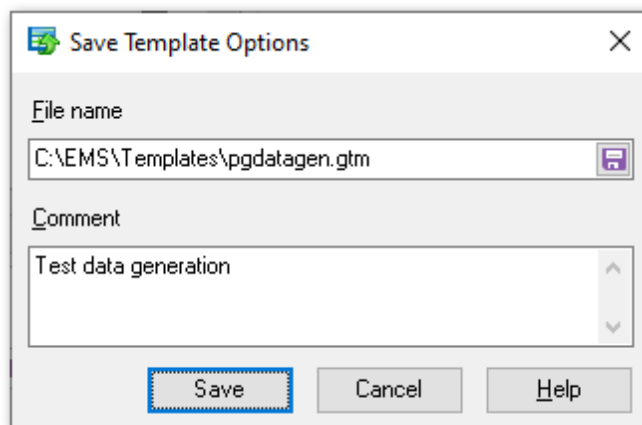 Save Template Options
File name
C:\EMS\Templates\pgdatagen.gtm
Comment
Test data generation
Save Cancel Help